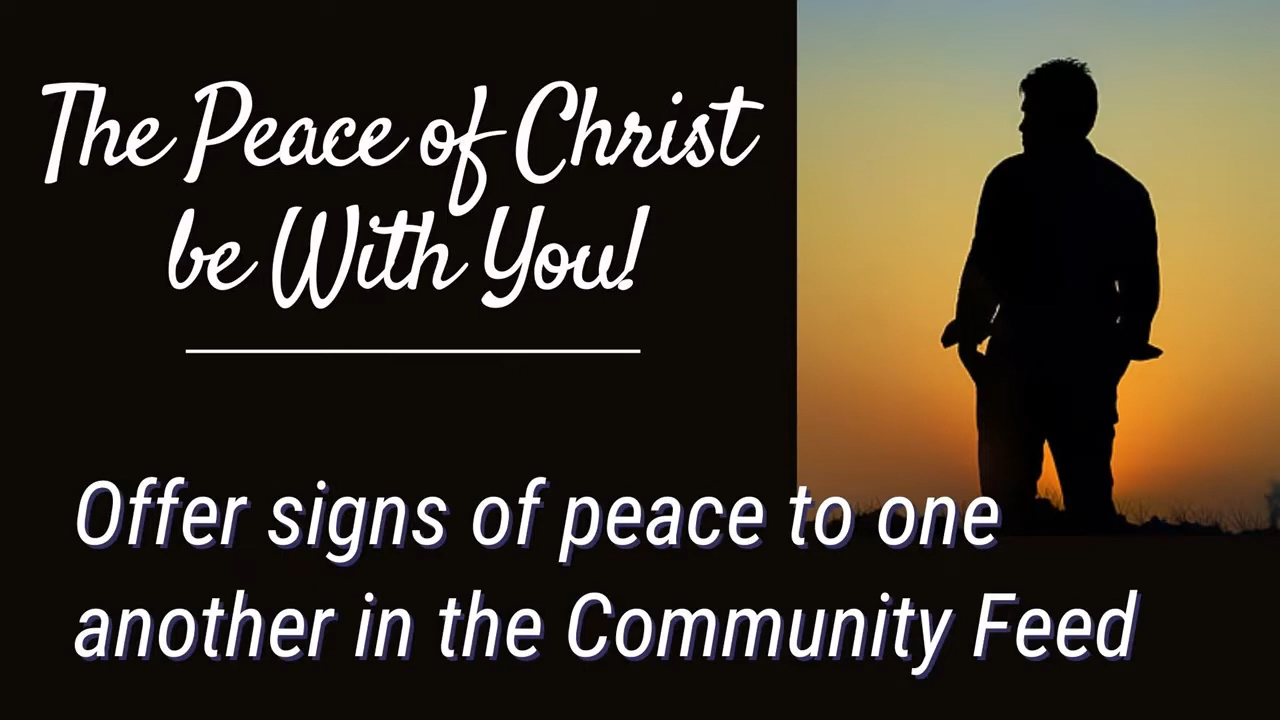 The Peace of Christ
be With You!
Offer signs of peace to one
another in the Community Feed